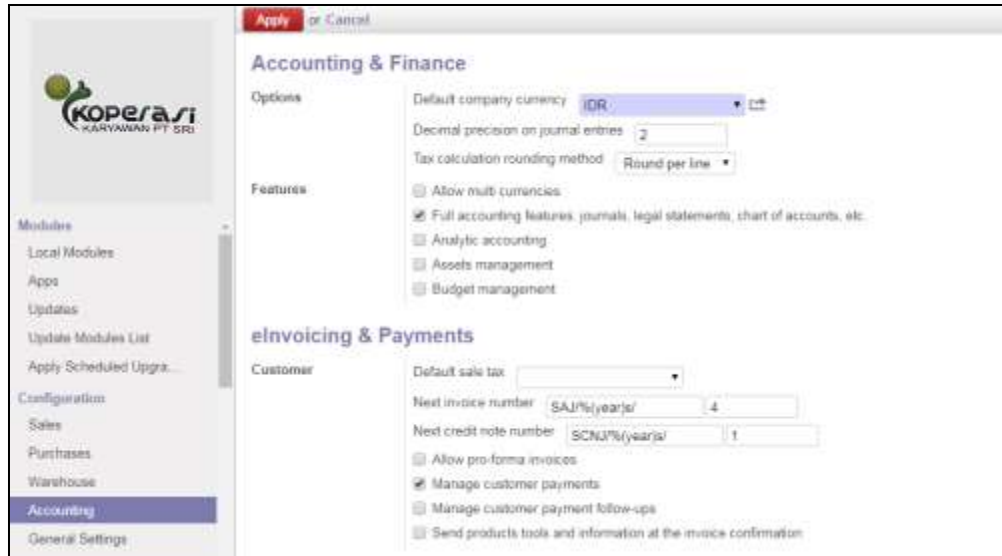 Apply or Cancel
Koperasi
KARYAWAN PT SRI
Modules
Local Modules
Apps
Updates
Update Modules List
Apply Scheduled Upgra...
Configuration
Sales
Purchases
Warehouse
Accounting
General Settings
Accounting & Finance
Options
Default company currency IDR
Decimal precision on journal entries 2
Tax calculation rounding method Round per line
Features
Allow multi currencies
Full accounting features: journals, legal statements, chart of accounts, etc.
Analytic accounting
Assets management
Budget management
eInvoicing & Payments
Customer
Default sale tax
Next invoice number SAJ/%(year)s/ 4
Next credit note number SCNJ/%(year)s/ 1
Allow pro-forma invoices
Manage customer payments
Manage customer payment follow-ups
Send products tools and information at the invoice confirmation